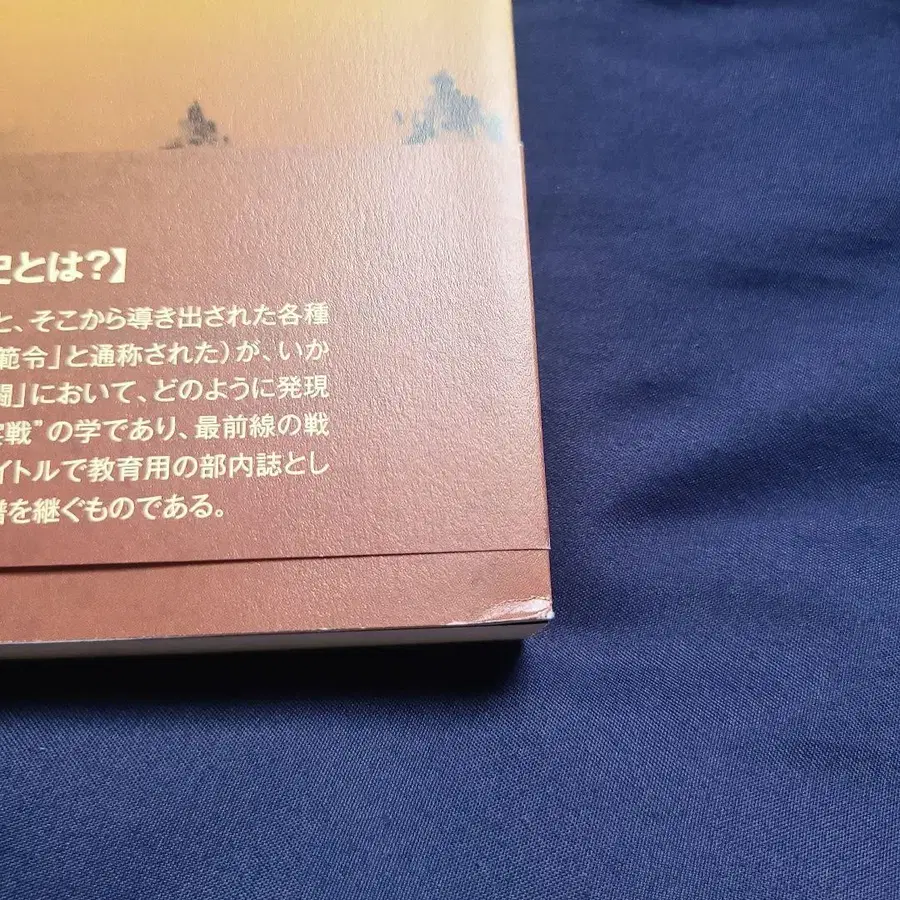 史とは?】
と、そこから導き出された各種
範令」と通称された)が、いか
闘」において、どのように発現
実戦”の学であり、最前線の戦
イトルで教育用の部内誌とし
譜を継ぐものである。